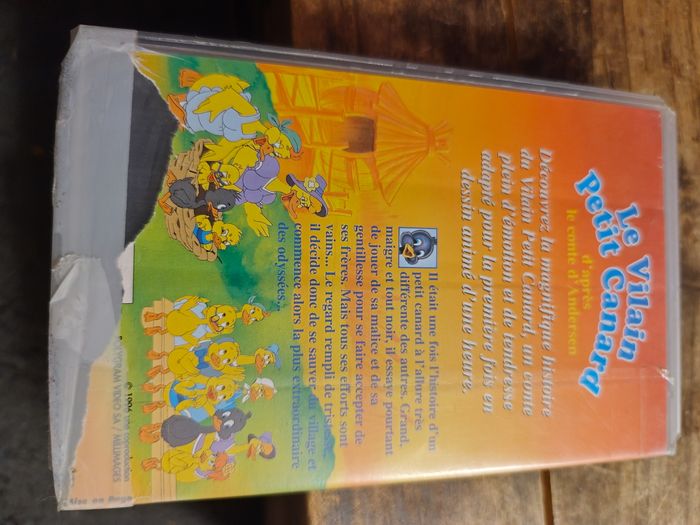 Le Vilain
Petit Canard
d'après
le conte d'Andersen
Découvrez la magnifique histoire
du Vilain Petit Canard, un conte
plein d'émotion et de tendresse
adapté pour la première fois en
dessin animé d'une heure.
Il était une fois l'histoire d'un
petit canard à l'allure très
différente des autres. Grand,
maigre et tout noir, il essaye pourtant
de jouer de sa malice et de sa
gentillesse pour se faire accepter de
ses frères. Mais tous ses efforts sont
vains... Le regard rempli de
il décide donc de se sauver village et
commence alors la plus extraordinaire
des odyssées...
VIDEO SA / MILIMAGES